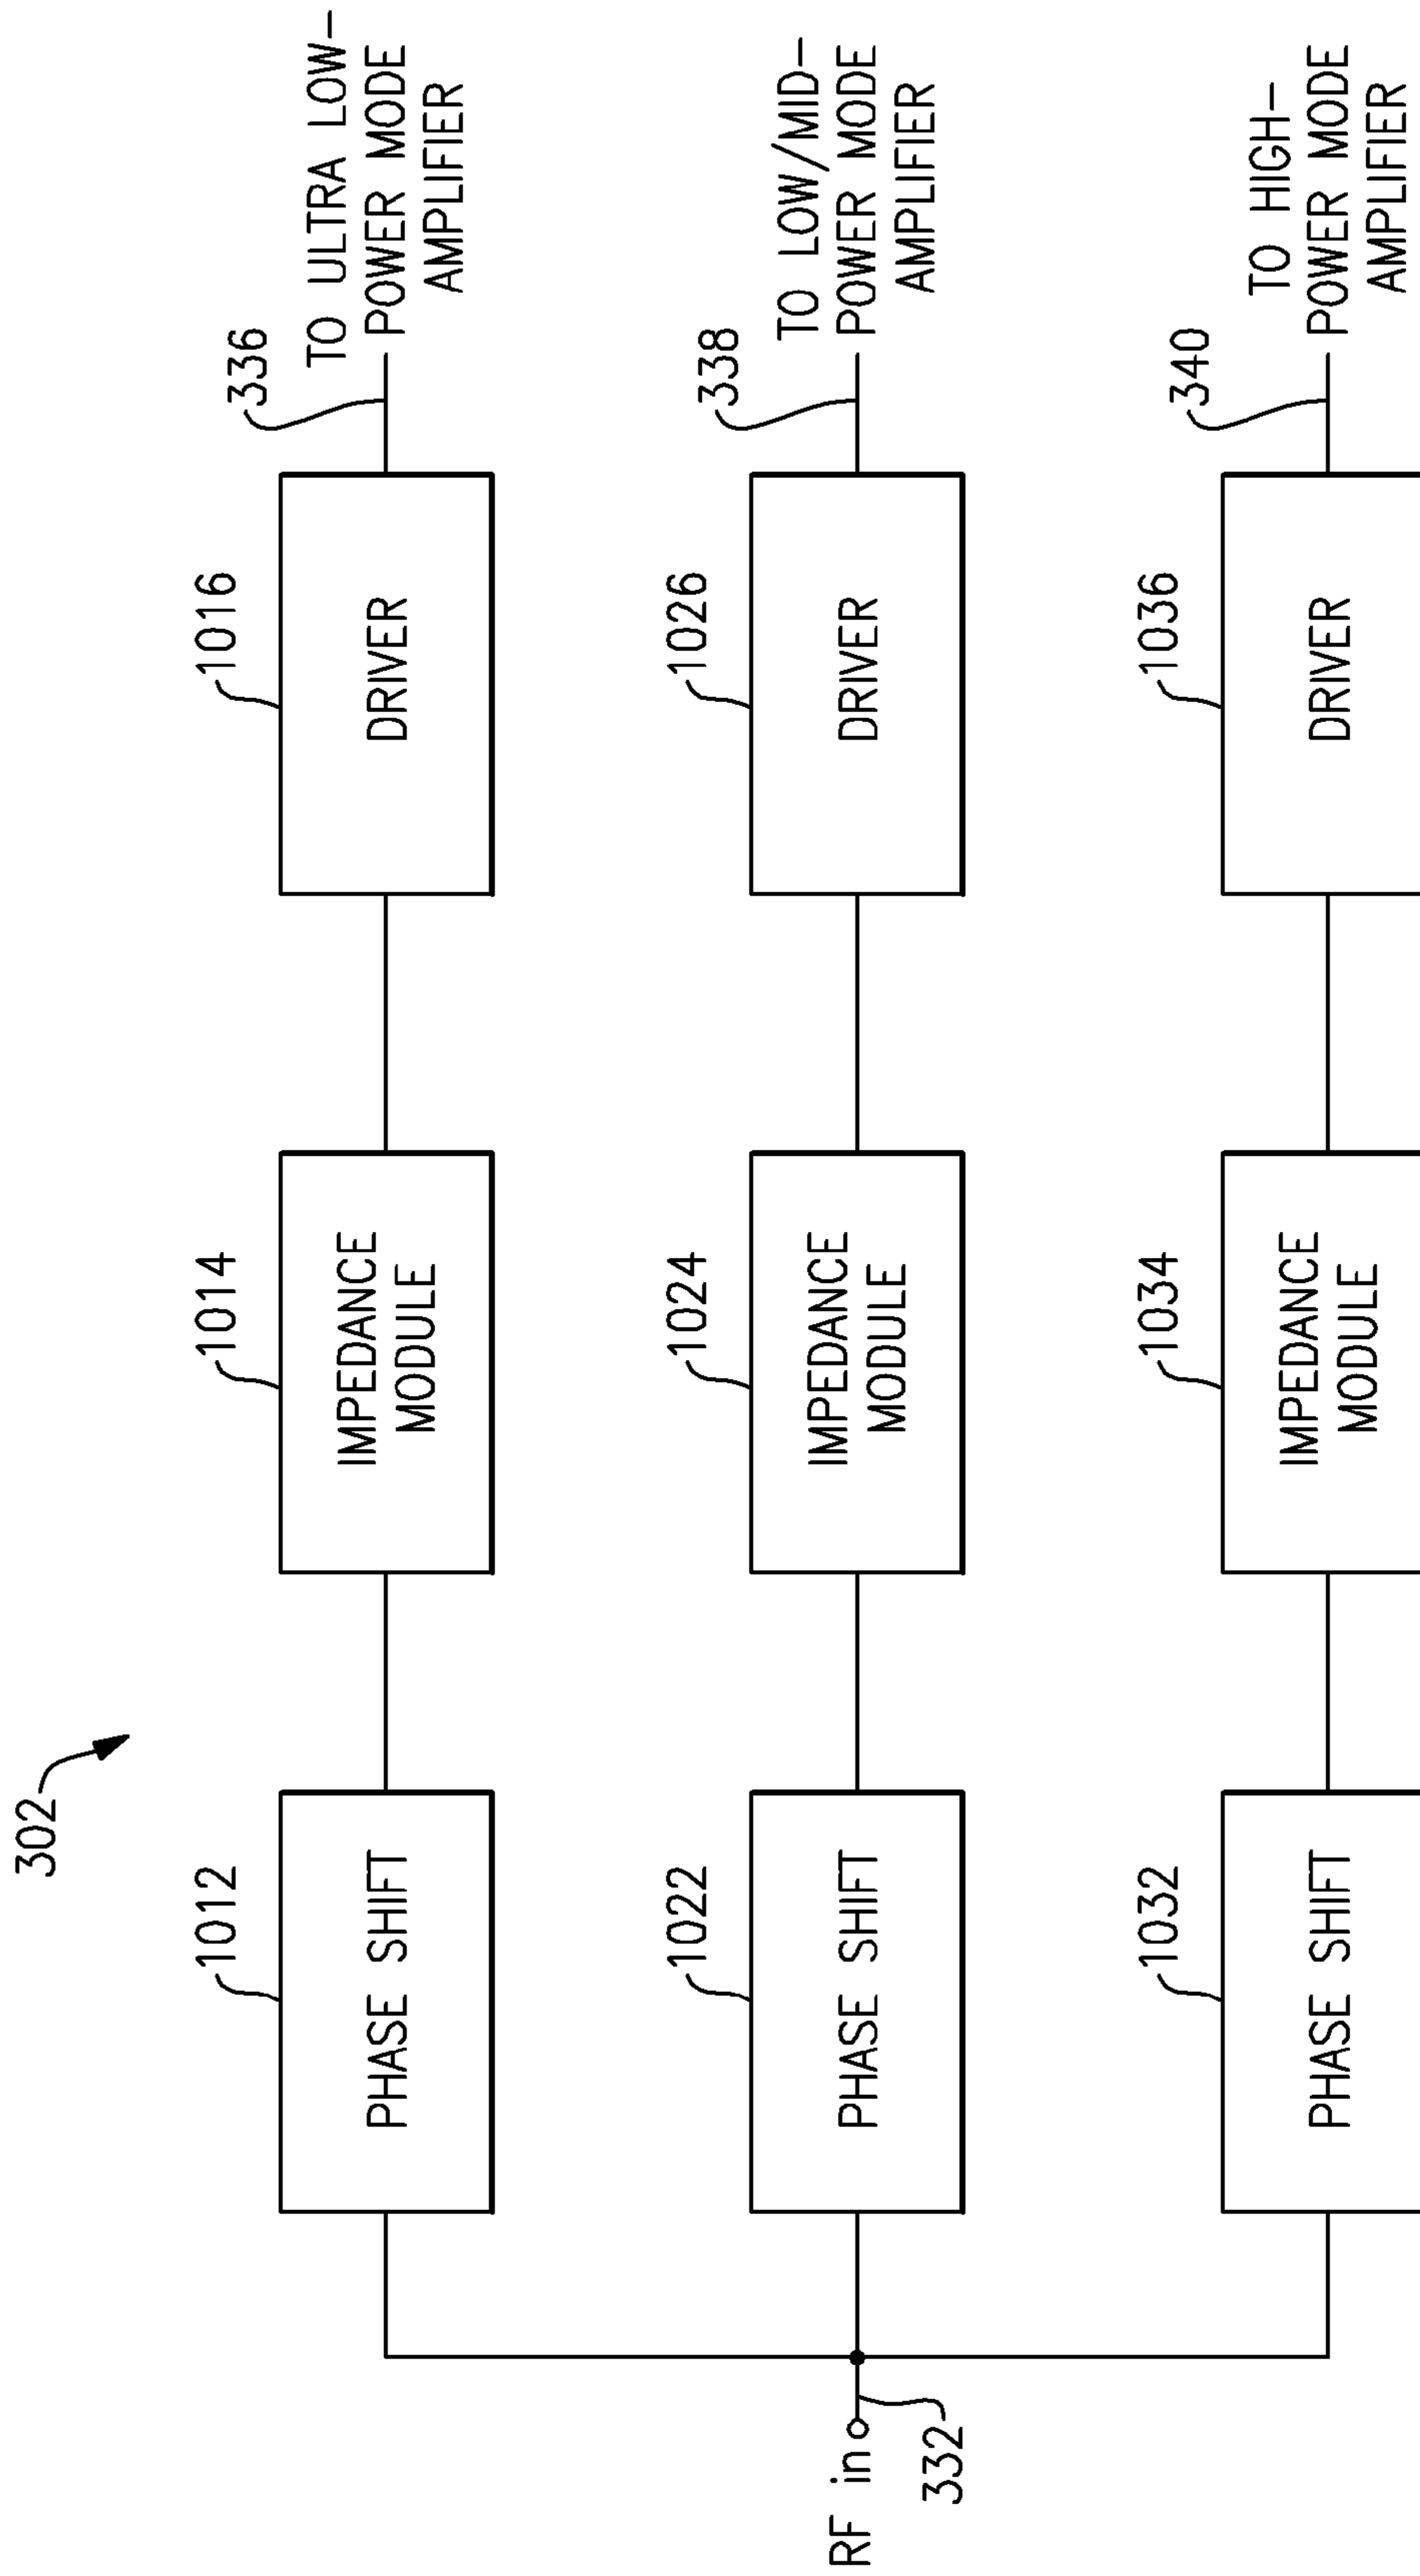 302
1012
PHASE SHIFT
1014
IMPEDANCE
MODULE
1016
DRIVER
336
TO ULTRA LOW-
POWER MODE
AMPLIFIER
RF in
332
1022
PHASE SHIFT
1024
IMPEDANCE
MODULE
1026
DRIVER
338
TO LOW/MID-
POWER MODE
AMPLIFIER
1032
PHASE SHIFT
1034
IMPEDANCE
MODULE
1036
DRIVER
340
TO HIGH-
POWER MODE
AMPLIFIER